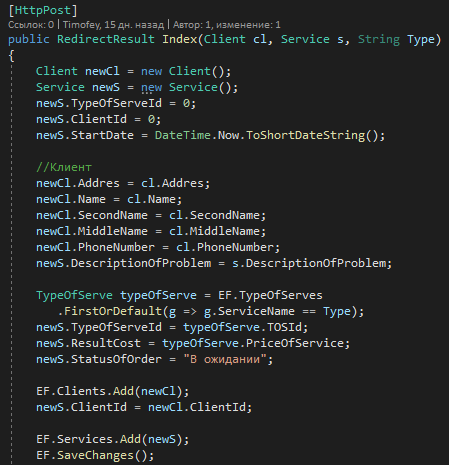 [HttpPost]
Ссылок: 0 | Timofey, 15 дн. назад | Автор: 1, изменение: 1
public RedirectResult Index(Client cl, Service s, String Type)
{
Client newCl = new Client();
Service newS = new Service();
newS.TypeOfServeId = 0;
newS.ClientId = 0;
newS.StartDate = DateTime.Now.ToShortDateString();
//Клиент
newCl.Addres = cl.Addres;
newCl.Name = cl.Name;
newCl.SecondName = cl.SecondName;
newCl.MiddleName = cl.MiddleName;
newCl.PhoneNumber = cl.PhoneNumber;
newS.DescriptionOfProblem = s.DescriptionOfProblem;
TypeOfServe typeOfServe = EF.TypeOfServes
.FirstOrDefault(g => g.ServiceName == Type);
newS.TypeOfServeId = typeOfServe.TOSId;
newS.ResultCost = typeOfServe.PriceOfService;
newS.StatusOfOrder = "В ожидании";
EF.Clients.Add(newCl);
newS.ClientId = newCl.ClientId;
EF.Services.Add(newS);
EF.SaveChanges();